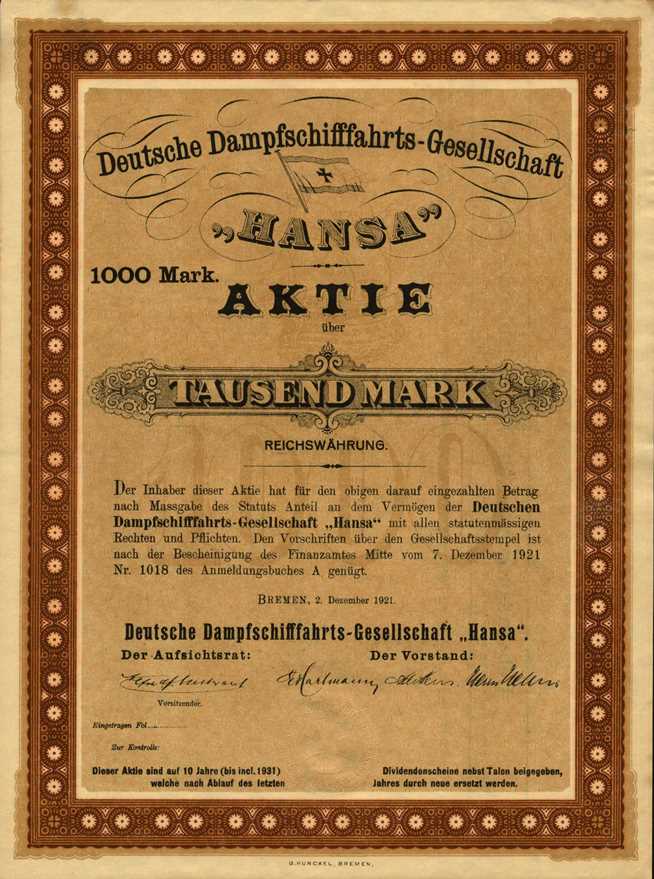 Deutsche Dampfschifffahrts-Gesellschaft
„HANSA”
1000 Mark.
AKTIE
über
TAUSEND MARK
REICHSWÄHRUNG.
Der Inhaber dieser Aktie hat für den obigen darauf eingezahlten Betrag
nach Massgabe des Statuts Anteil an dem Vermögen der Deutschen
Dampfschifffahrts-Gesellschaft „Hansa“ mit allen statutenmässigen
Rechten und Pflichten. Den Vorschriften über den Gesellschaftsstempel ist
nach der Bescheinigung des Finanzamtes Mitte vom 7. Dezember 1921
Nr. 1018 des Anmeldungsbuches A genügt.
BREMEN, 2. Dezember 1921.
Deutsche Dampfschifffahrts-Gesellschaft „Hansa“.
Der Aufsichtsrat: Der Vorstand:
Hartmann
Vorsitzender.
Eingetragen Fol.
Zur Kontrolle:
Dieser Aktie sind auf 10 Jahre (bis incl. 1931) Dividendenscheine nebst Talon beigegeben,
welche nach Ablauf des letzten Jahres durch neue ersetzt werden.
G. HUNCKEL, BREMEN.